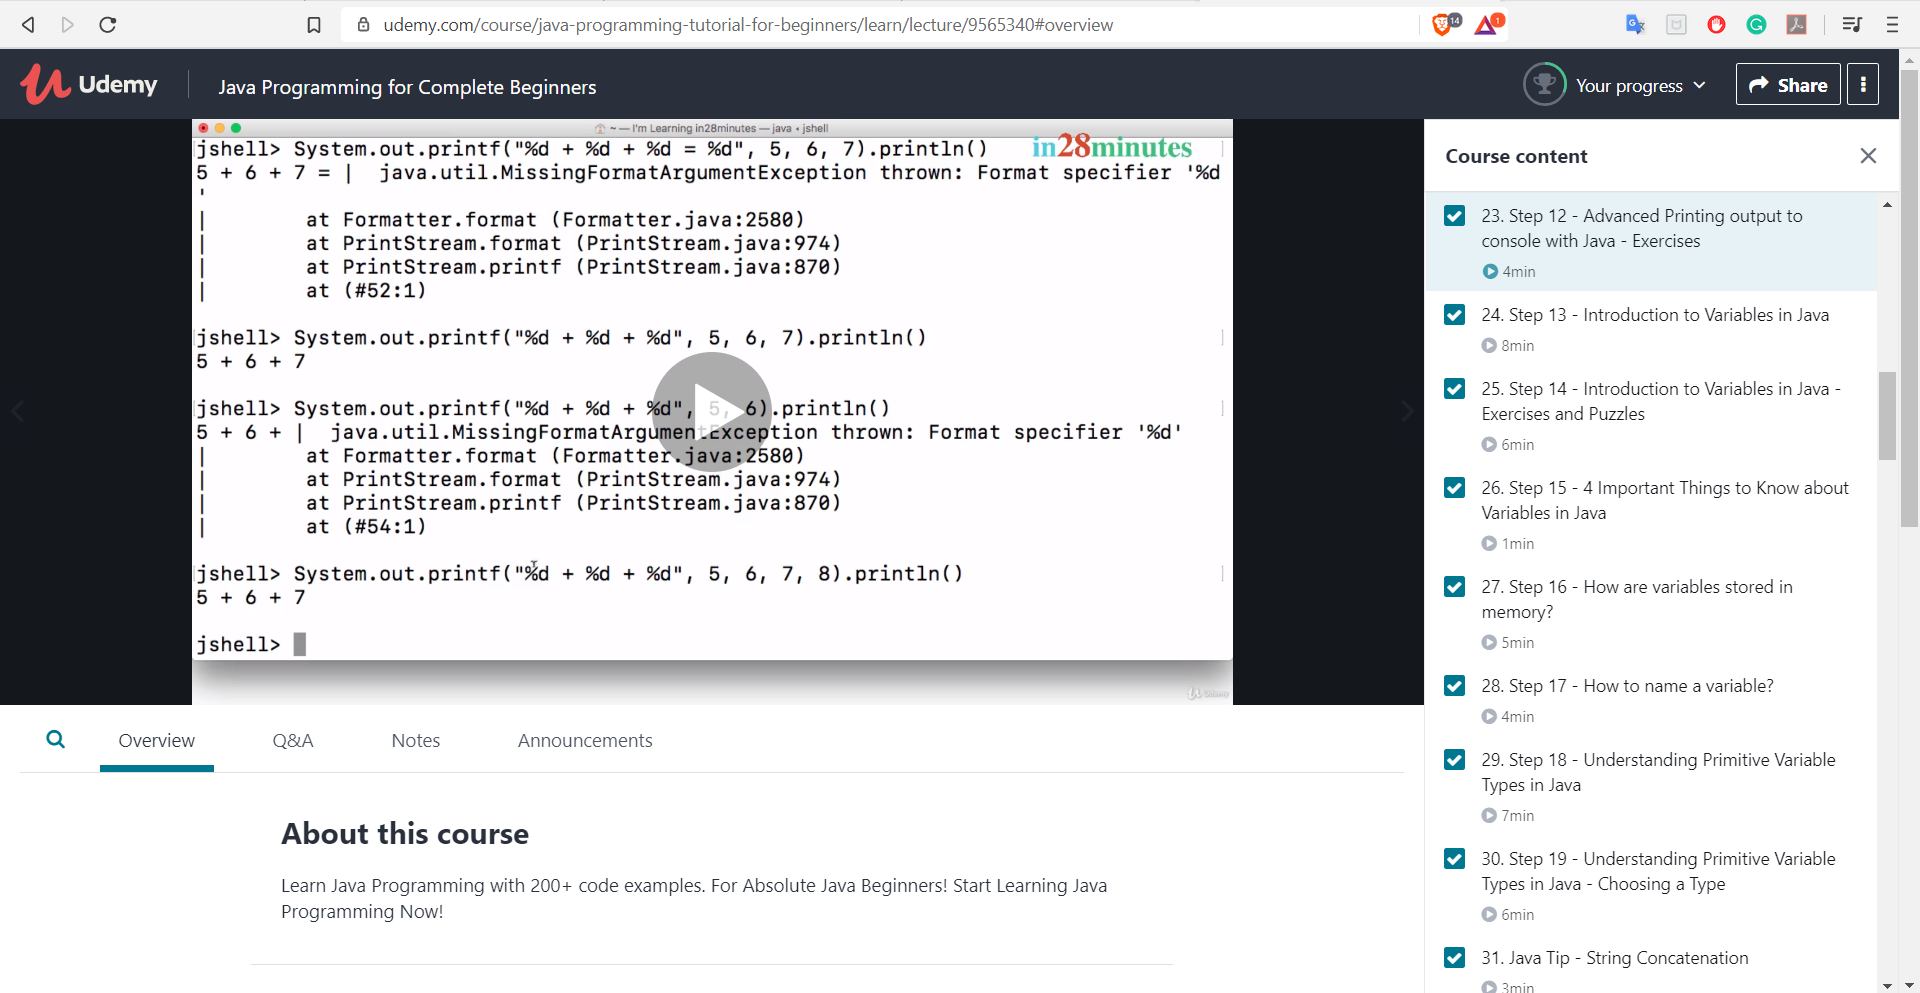 udemy.com/course/java-programming-tutorial-for-beginners/learn/lecture/9565340#overview
14
1
Udemy
Java Programming for Complete Beginners
Your progress
Share
~ — I'm Learning in28minutes — java • jshell
in28minutes
jshell> System.out.printf("%d + %d + %d = %d", 5, 6, 7).println()
5 + 6 + 7 = |  java.util.MissingFormatArgumentException thrown: Format specifier '%d
'
|        at Formatter.format (Formatter.java:2580)
|        at PrintStream.format (PrintStream.java:974)
|        at PrintStream.printf (PrintStream.java:870)
|        at (#52:1)
jshell> System.out.printf("%d + %d + %d", 5, 6, 7).println()
5 + 6 + 7
jshell> System.out.printf("%d + %d + %d", 5, 6).println()
5 + 6 + |  java.util.MissingFormatArgumentException thrown: Format specifier '%d'
|        at Formatter.format (Formatter.java:2580)
|        at PrintStream.format (PrintStream.java:974)
|        at PrintStream.printf (PrintStream.java:870)
|        at (#54:1)
jshell> System.out.printf("%d + %d + %d", 5, 6, 7, 8).println()
5 + 6 + 7
jshell>
Udemy
Overview
Q&A
Notes
Announcements
About this course
Learn Java Programming with 200+ code examples. For Absolute Java Beginners! Start Learning Java
Programming Now!
Course content
23. Step 12 - Advanced Printing output to
console with Java - Exercises
4min
24. Step 13 - Introduction to Variables in Java
8min
25. Step 14 - Introduction to Variables in Java -
Exercises and Puzzles
6min
26. Step 15 - 4 Important Things to Know about
Variables in Java
1min
27. Step 16 - How are variables stored in
memory?
5min
28. Step 17 - How to name a variable?
4min
29. Step 18 - Understanding Primitive Variable
Types in Java
7min
30. Step 19 - Understanding Primitive Variable
Types in Java - Choosing a Type
6min
31. Java Tip - String Concatenation
3min